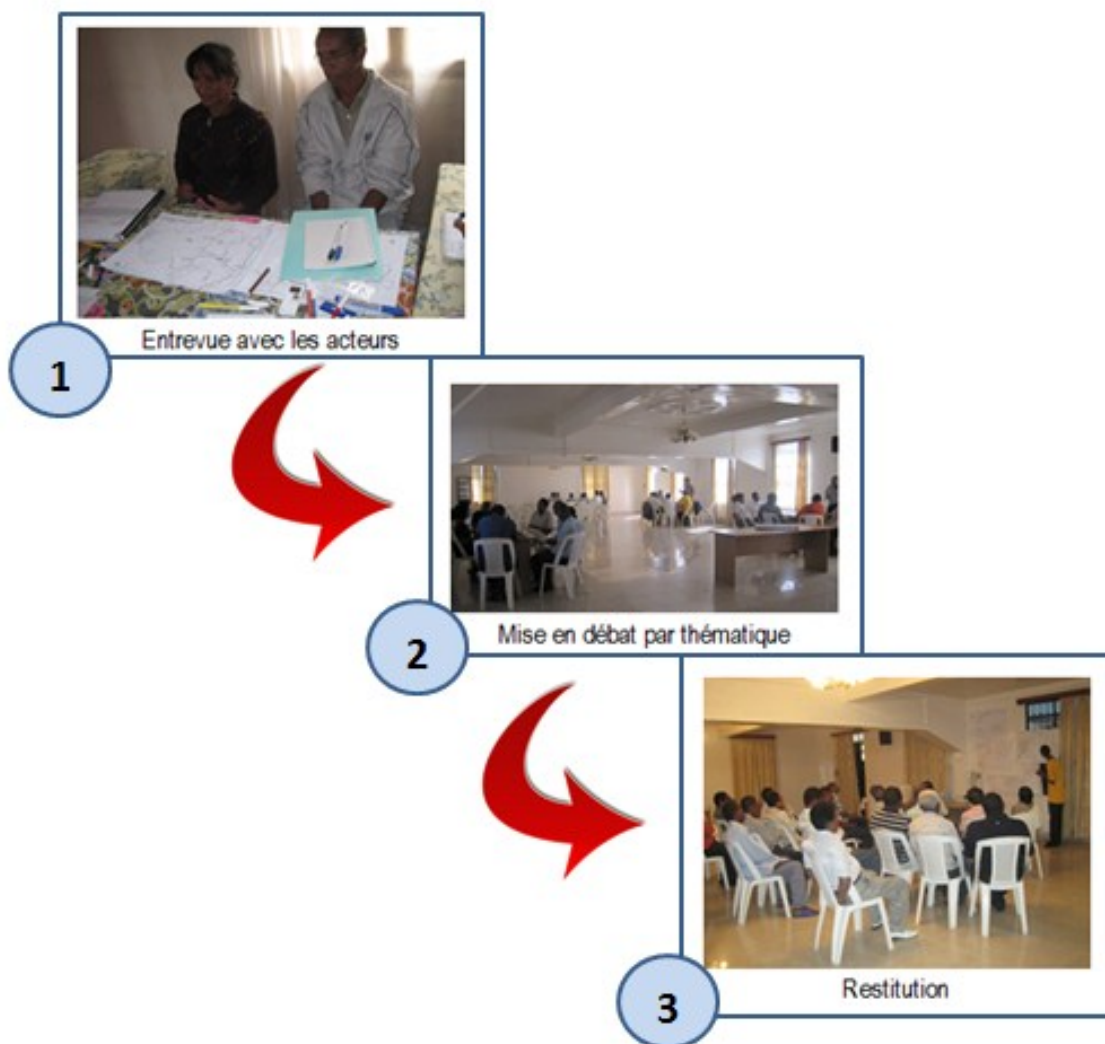 Entrevue avec les acteurs
1
Mise en débat par thématique
2
Restitution
3